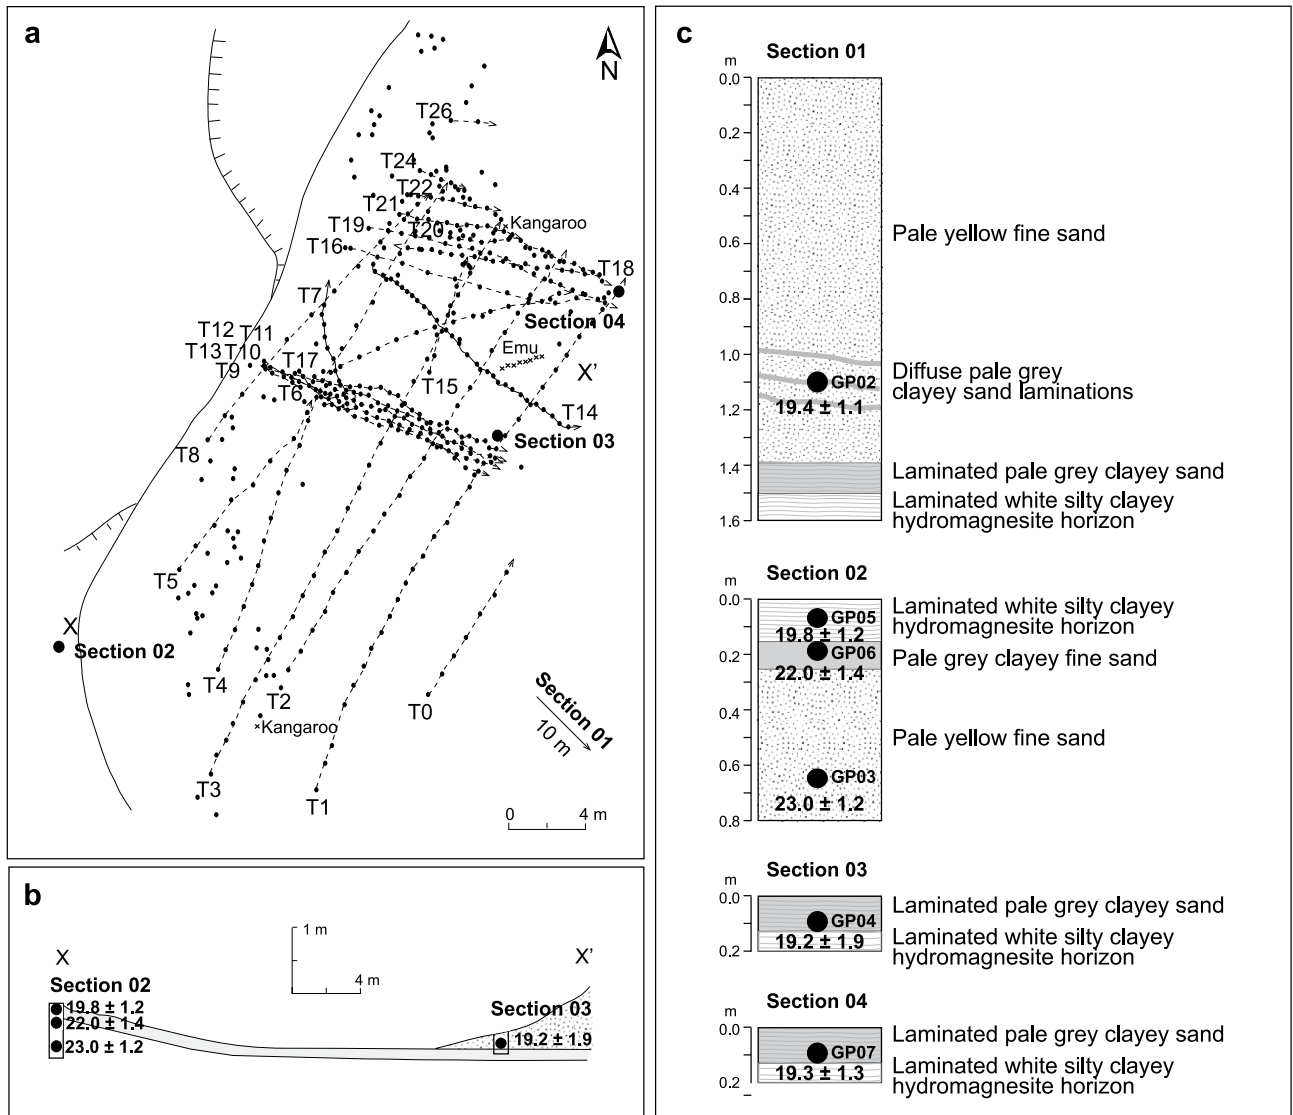 a
N
T26
T24
T22
T21
T19
T20
Kangaroo
T16
T18
T7
Section 04
T12
T11
T13
T10
T9
T17
Emu
X'
T6
T15
T14
Section 03
T8
T5
X
Section 02
T4
T2
T0
Kangaroo
Section 01
10 m
T3
T1
0
4 m
b
1 m
4 m
X
X'
Section 02
19.8 ± 1.2
22.0 ± 1.4
23.0 ± 1.2
Section 03
19.2 ± 1.9
c
Section 01
m
0.0
0.2
0.4
0.6
0.8
1.0
1.2
1.4
1.6
Pale yellow fine sand
Diffuse pale grey
clayey sand laminations
GP02
19.4 ± 1.1
Laminated pale grey clayey sand
Laminated white silty clayey
hydromagnesite horizon
Section 02
m
0.0
0.2
0.4
0.6
0.8
GP05
19.8 ± 1.2
GP06
22.0 ± 1.4
GP03
23.0 ± 1.2
Laminated white silty clayey
hydromagnesite horizon
Pale grey clayey fine sand
Pale yellow fine sand
Section 03
m
0.0
0.2
GP04
19.2 ± 1.9
Laminated pale grey clayey sand
Laminated white silty clayey
hydromagnesite horizon
Section 04
m
0.0
0.2
GP07
19.3 ± 1.3
Laminated pale grey clayey sand
Laminated white silty clayey
hydromagnesite horizon